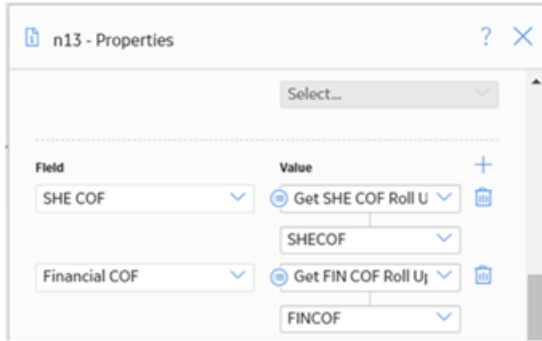 n13 - Properties ?
Select...
Field Value
SHE COF Get SHE COF Roll U
SHECOF
Financial COF Get FIN COF Roll Up
FINCOF